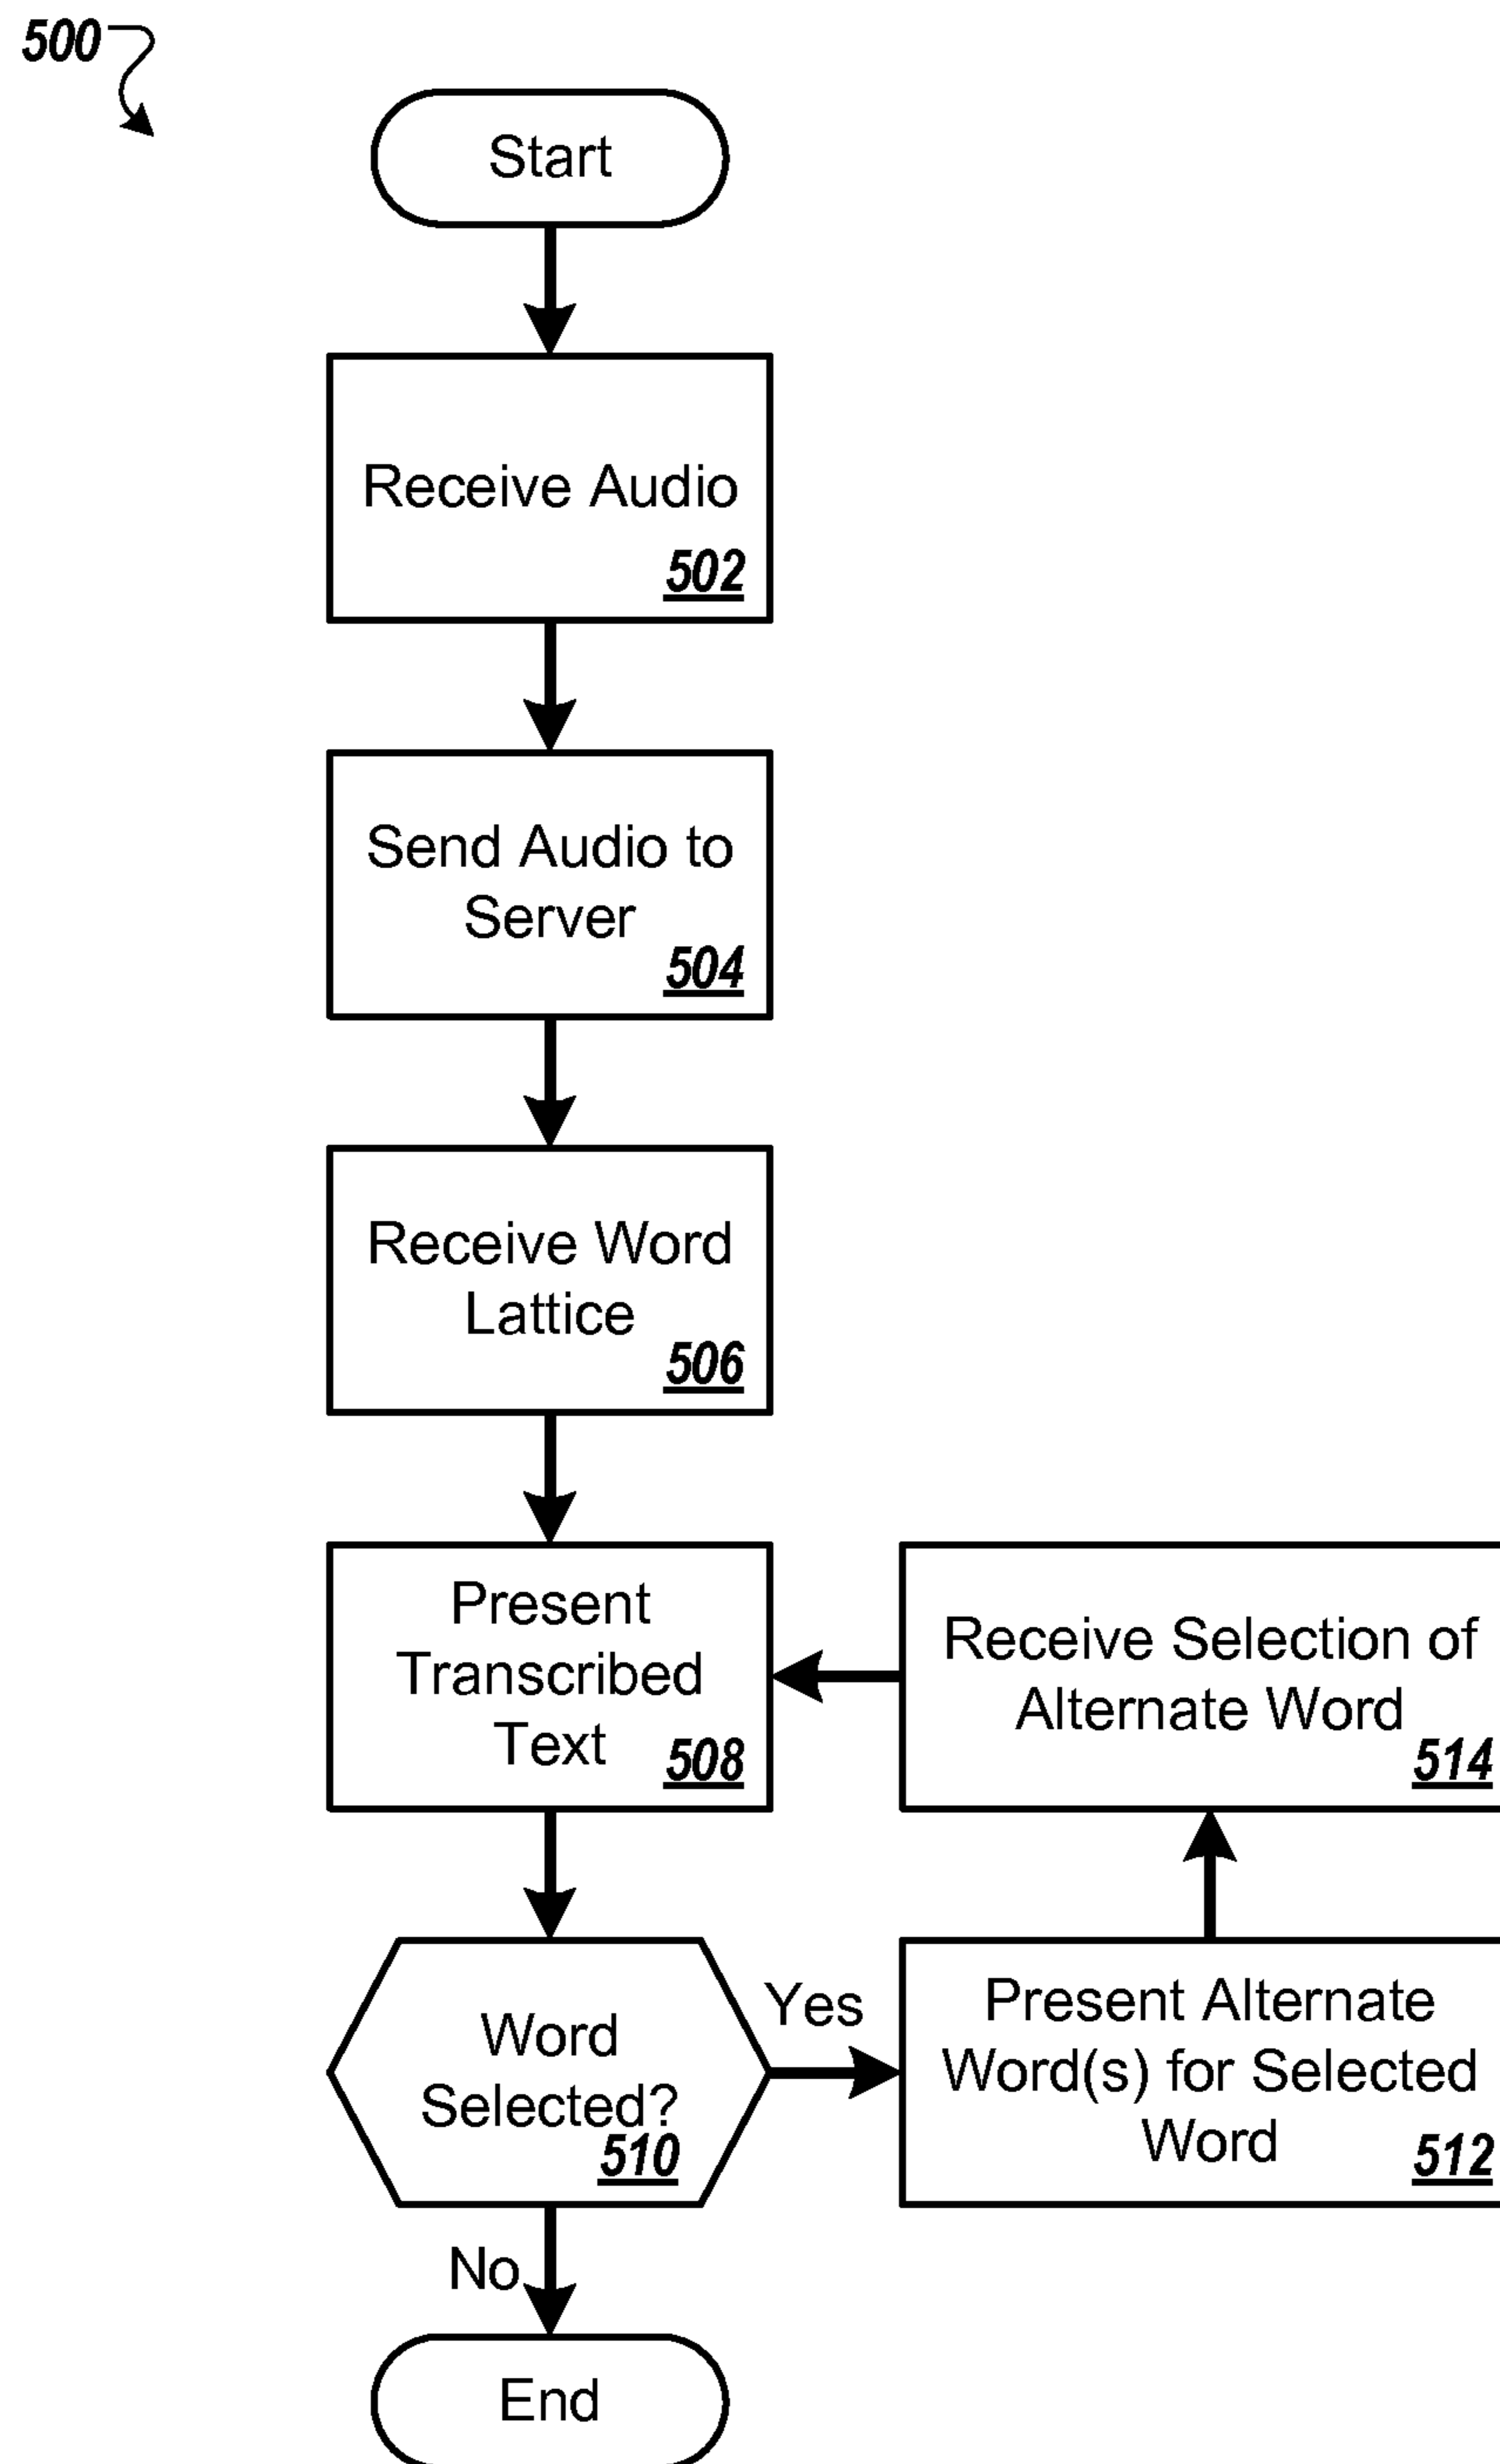 500
Start
Receive Audio
502
Send Audio to
Server
504
Receive Word
Lattice
506
Present
Transcribed
Text
508
Receive Selection of
Alternate Word
514
Word
Selected?
510
Yes
Present Alternate
Word(s) for Selected
Word
512
No
End